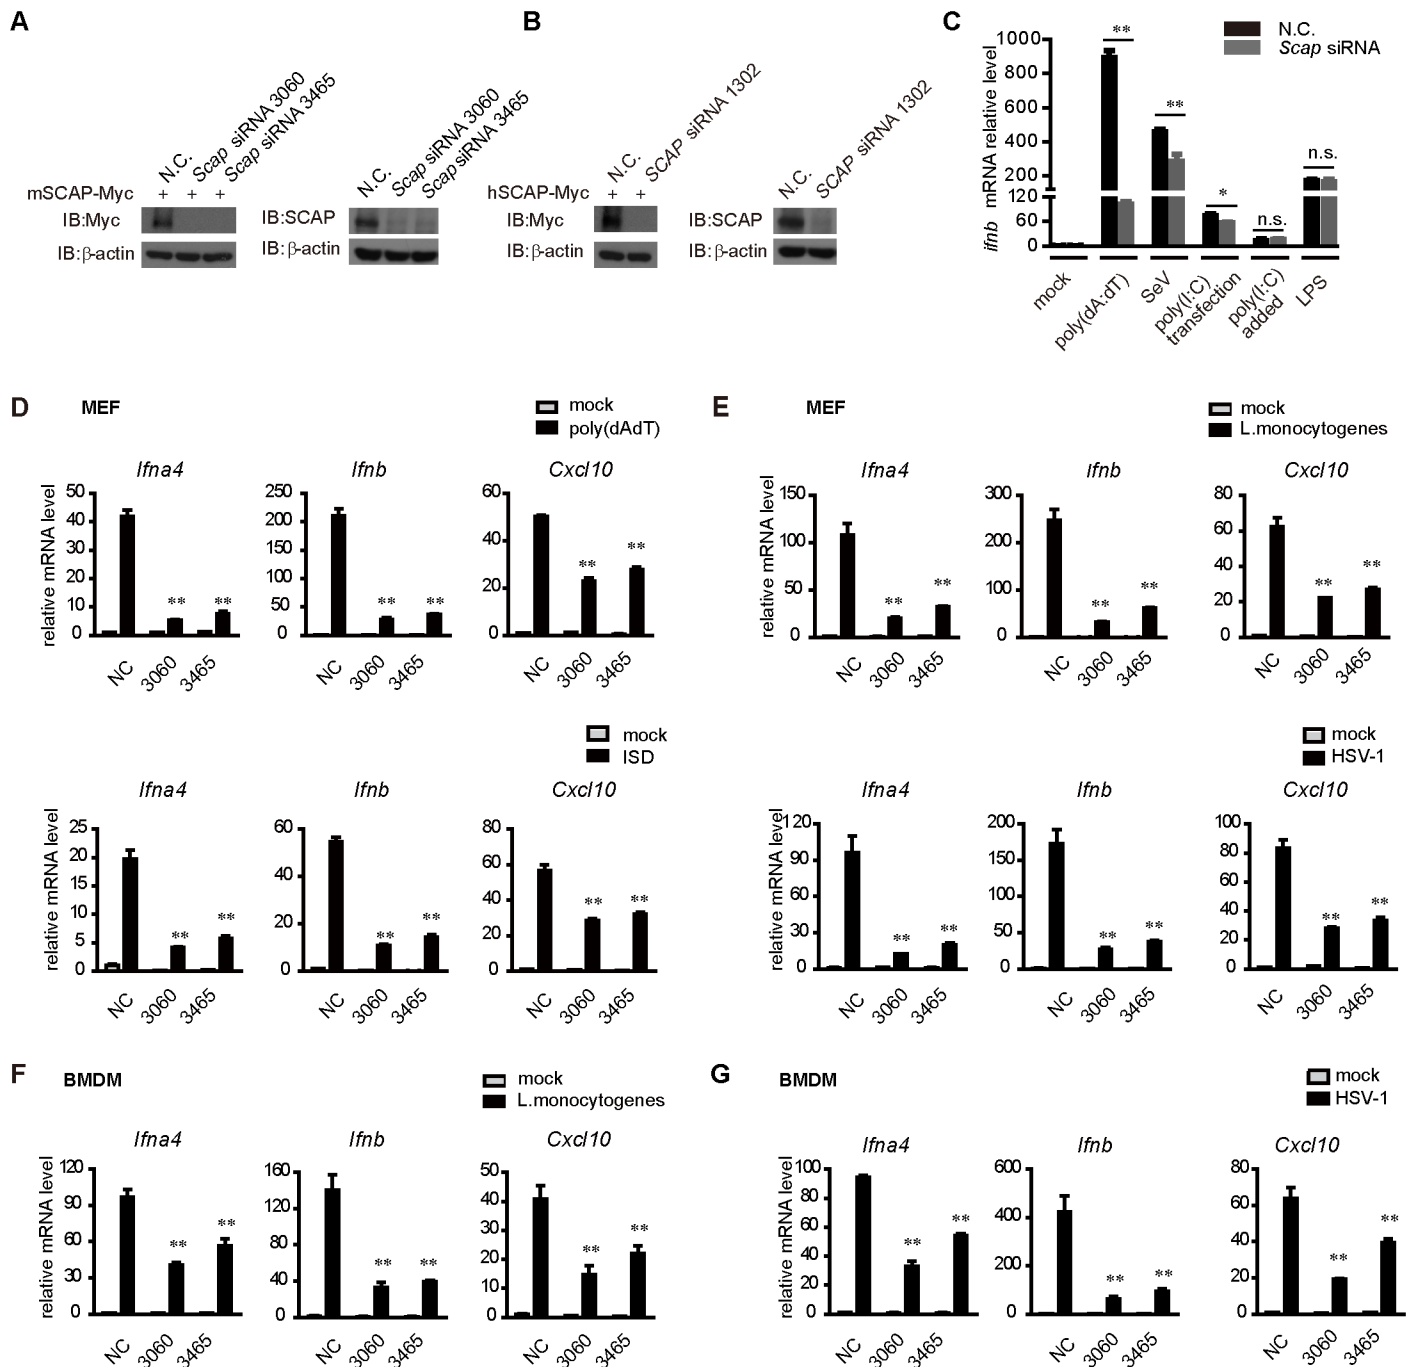 A
B
C
N.C.
Scap siRNA 3060
Scap siRNA 3465
mSCAP-Myc + + +
IB:Myc
IB:β-actin
N.C.
Scap siRNA 3060
Scap siRNA 3465
IB:SCAP
IB:β-actin
N.C.
SCAP siRNA 1302
hSCAP-Myc + +
IB:Myc
IB:β-actin
N.C.
SCAP siRNA 1302
IB:SCAP
IB:β-actin
N.C.
Scap siRNA
ifnb mRNA relative level
1000
800
600
400
200
120
60
0
** ** * n.s. n.s.
mock
poly(dA:dT)
SeV
poly(I:C) transfection
poly(I:C) added
LPS
D MEF
mock
poly(dAdT)
relative mRNA level
Ifna4
50
40
30
20
10
0
** **
NC 3060 3465
Ifnb
250
200
150
100
50
0
** **
NC 3060 3465
Cxcl10
60
40
20
0
** **
NC 3060 3465
mock
ISD
relative mRNA level
Ifna4
25
20
15
10
5
0
** **
NC 3060 3465
Ifnb
60
40
20
0
** **
NC 3060 3465
Cxcl10
80
60
40
20
0
** **
NC 3060 3465
E MEF
mock
L.monocytogenes
relative mRNA level
Ifna4
150
100
50
0
** **
NC 3060 3465
Ifnb
300
200
100
0
** **
NC 3060 3465
Cxcl10
80
60
40
20
0
** **
NC 3060 3465
mock
HSV-1
relative mRNA level
Ifna4
120
90
60
30
0
** **
NC 3060 3465
Ifnb
200
150
100
50
0
** **
NC 3060 3465
Cxcl10
100
80
60
40
20
0
** **
NC 3060 3465
F BMDM
mock
L.monocytogenes
relative mRNA level
Ifna4
120
90
60
30
0
** **
NC 3060 3465
Ifnb
160
120
80
40
0
** **
NC 3060 3465
Cxcl10
50
40
30
20
10
0
** **
NC 3060 3465
G BMDM
mock
HSV-1
relative mRNA level
Ifna4
100
80
60
40
20
0
** **
NC 3060 3465
Ifnb
600
400
200
0
** **
NC 3060 3465
Cxcl10
80
60
40
20
0
** **
NC 3060 3465